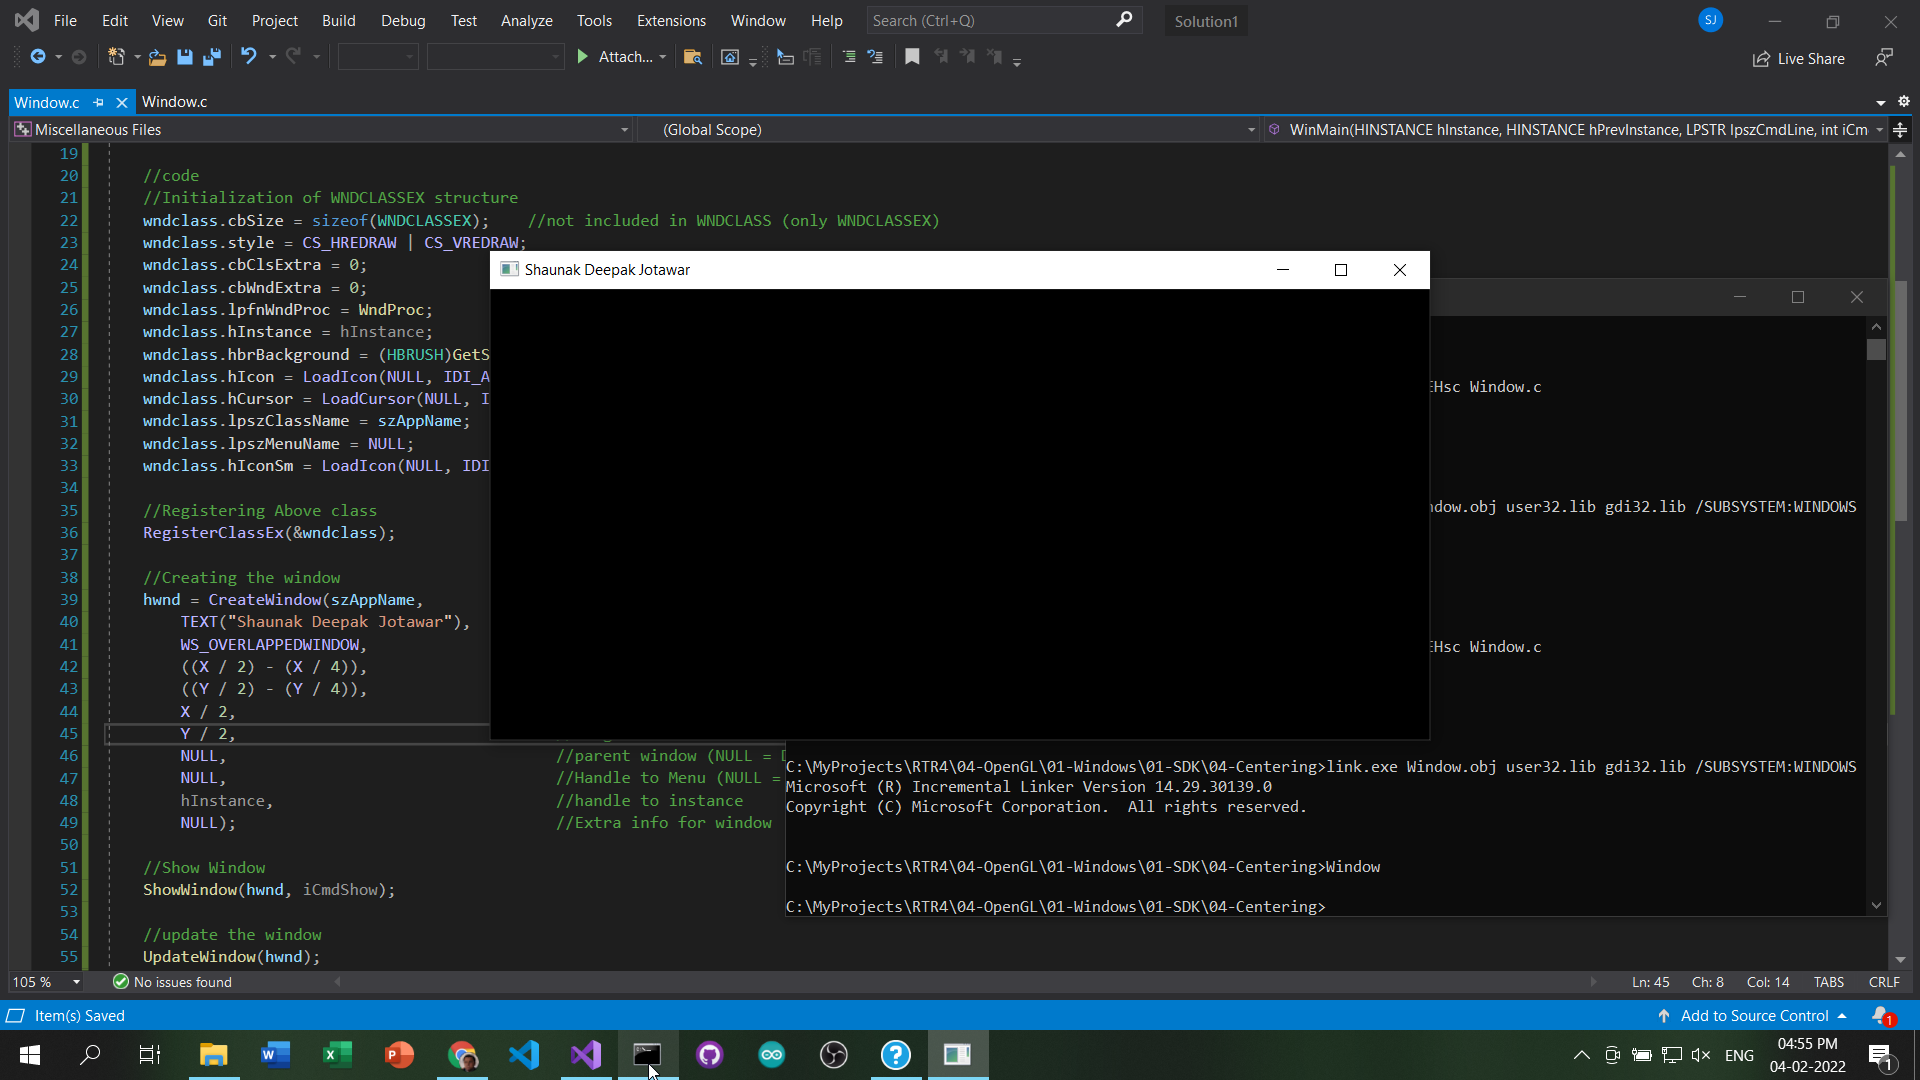 File Edit View Git Project Build Debug Test Analyze Tools Extensions Window Help Search (Ctrl+Q) Solution1 SJ
Attach... Live Share
Window.c Window.c
Miscellaneous Files (Global Scope) WinMain(HINSTANCE hInstance, HINSTANCE hPrevInstance, LPSTR lpszCmdLine, int iCm
19
20 //code
21 //Initialization of WNDCLASSEX structure
22 wndclass.cbSize = sizeof(WNDCLASSEX); //not included in WNDCLASS (only WNDCLASSEX)
23 wndclass.style = CS_HREDRAW | CS_VREDRAW;
24 wndclass.cbClsExtra = 0;
25 wndclass.cbWndExtra = 0;
26 wndclass.lpfnWndProc = WndProc;
27 wndclass.hInstance = hInstance;
28 wndclass.hbrBackground = (HBRUSH)GetS
29 wndclass.hIcon = LoadIcon(NULL, IDI_A
30 wndclass.hCursor = LoadCursor(NULL, I
31 wndclass.lpszClassName = szAppName;
32 wndclass.lpszMenuName = NULL;
33 wndclass.hIconSm = LoadIcon(NULL, IDI
34
35 //Registering Above class
36 RegisterClassEx(&wndclass);
37
38 //Creating the window
39 hwnd = CreateWindow(szAppName,
40 TEXT("Shaunak Deepak Jotawar"),
41 WS_OVERLAPPEDWINDOW,
42 ((X / 2) - (X / 4)),
43 ((Y / 2) - (Y / 4)),
44 X / 2,
45 Y / 2,
46 NULL, //parent window (NULL =
47 NULL, //Handle to Menu (NULL =
48 hInstance, //handle to instance
49 NULL); //Extra info for window
50
51 //Show Window
52 ShowWindow(hwnd, iCmdShow);
53
54 //update the window
55 UpdateWindow(hwnd);
Shaunak Deepak Jotawar
EHsc Window.c
ndow.obj user32.lib gdi32.lib /SUBSYSTEM:WINDOWS
EHsc Window.c
C:\MyProjects\RTR4\04-OpenGL\01-Windows\01-SDK\04-Centering>link.exe Window.obj user32.lib gdi32.lib /SUBSYSTEM:WINDOWS
Microsoft (R) Incremental Linker Version 14.29.30139.0
Copyright (C) Microsoft Corporation.  All rights reserved.
C:\MyProjects\RTR4\04-OpenGL\01-Windows\01-SDK\04-Centering>Window
C:\MyProjects\RTR4\04-OpenGL\01-Windows\01-SDK\04-Centering>
105 % No issues found Ln: 45 Ch: 8 Col: 14 TABS CRLF
Item(s) Saved Add to Source Control 1
ENG 04:55 PM
04-02-2022 1